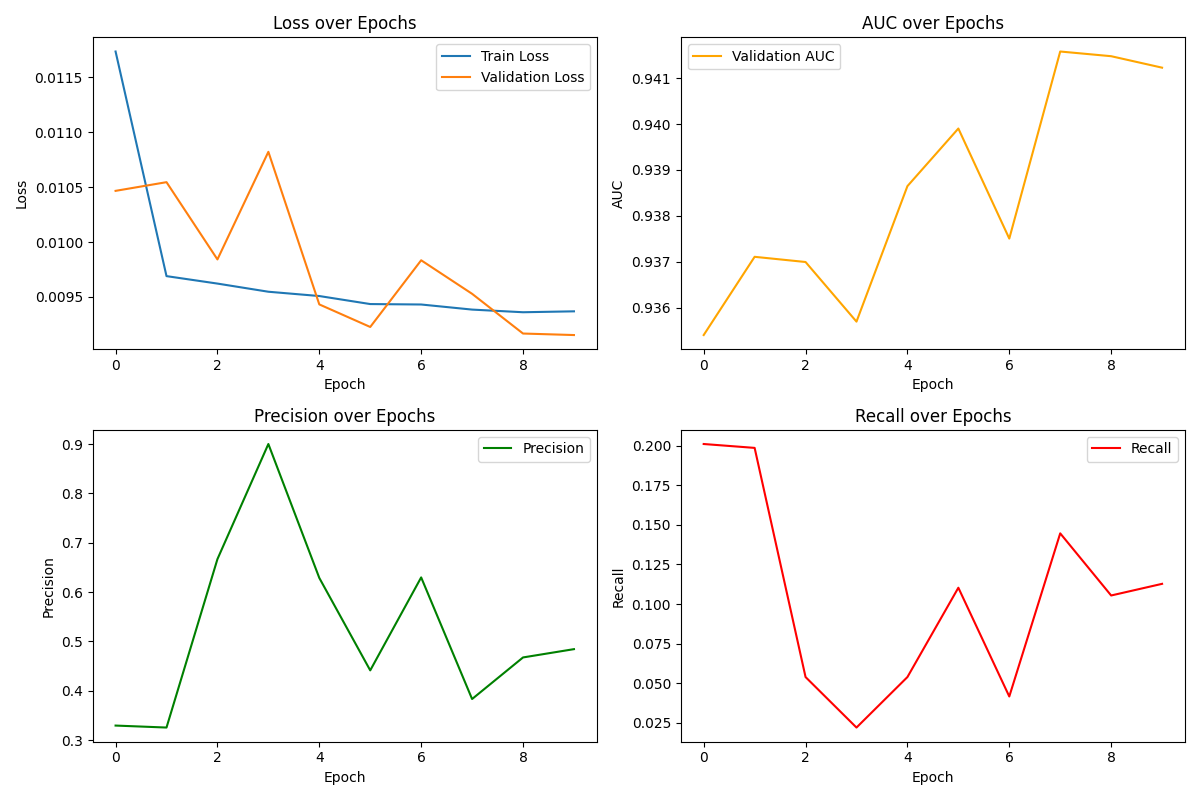 Loss over Epochs
Train Loss
Validation Loss
Loss
0.0115
0.0110
0.0105
0.0100
0.0095
0 2 4 6 8
Epoch
AUC over Epochs
Validation AUC
AUC
0.941
0.940
0.939
0.938
0.937
0.936
0 2 4 6 8
Epoch
Precision over Epochs
Precision
Precision
0.9
0.8
0.7
0.6
0.5
0.4
0.3
0 2 4 6 8
Epoch
Recall over Epochs
Recall
Recall
0.200
0.175
0.150
0.125
0.100
0.075
0.050
0.025
0 2 4 6 8
Epoch